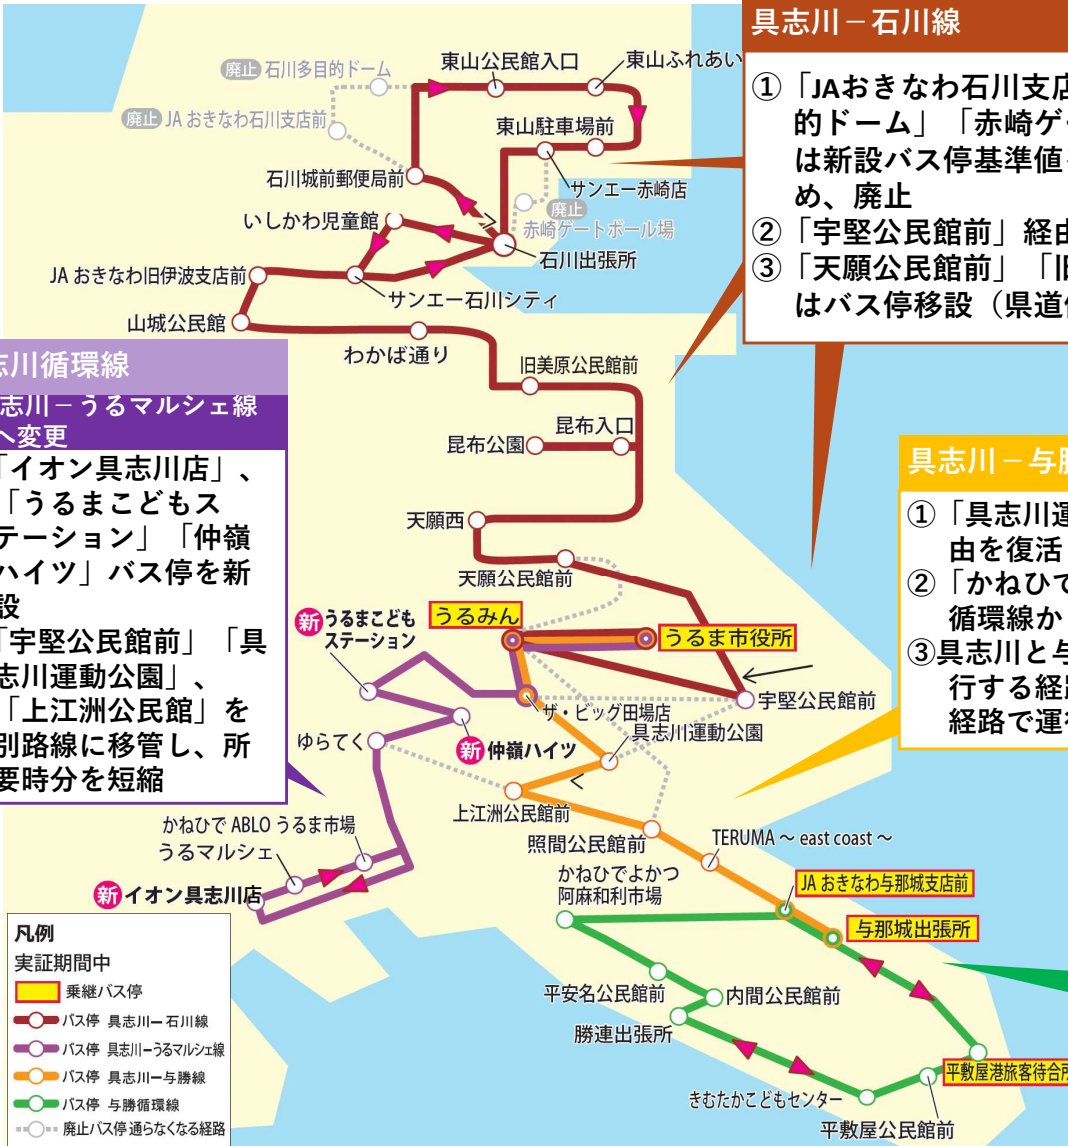 具志川－石川線
①「JAおきなわ石川支店
的ドーム」「赤崎ゲー
は新設バス停基準値
め、廃止
②「宇堅公民館前」経由
③「天願公民館前」「旧
はバス停移設（県道
廃止 石川多目的ドーム
廃止 JA おきなわ石川支店前
東山公民館入口
東山ふれあい
東山駐車場前
石川城前郵便局前
サンエー赤崎店
廃止
赤崎ゲートボール場
いしかわ児童館
石川出張所
JA おきなわ旧伊波支店前
サンエー石川シティ
山城公民館
わかば通り
旧美原公民館前
昆布入口
昆布公園
天願西
天願公民館前
志川循環線
志川－うるマルシェ線
へ変更
「イオン具志川店」、
「うるまこどもス
テーション」「仲嶺
ハイツ」バス停を新
設
「宇堅公民館前」「具
志川運動公園」、
「上江洲公民館」を
別路線に移管し、所
要時分を短縮
具志川－与勝
①「具志川運
由を復活
②「かねひで
循環線か
③具志川と与
行する経路
経路で運行
新 うるまこども
ステーション
うるみん
うるま市役所
宇堅公民館前
ザ・ビッグ田場店
具志川運動公園
新 仲嶺ハイツ
ゆらてく
上江洲公民館前
照間公民館前
TERUMA ～ east coast ～
かねひで ABLO うるま市場
うるマルシェ
新 イオン具志川店
かねひでよかつ
阿麻和利市場
JA おきなわ与那城支店前
与那城出張所
平安名公民館前
内間公民館前
勝連出張所
平敷屋港旅客待合所
きむたかこどもセンター
平敷屋公民館前
凡例
実証期間中
乗継バス停
バス停 具志川ー石川線
バス停 具志川ーうるマルシェ線
バス停 具志川ー与勝線
バス停 与勝循環線
廃止バス停 通らなくなる経路